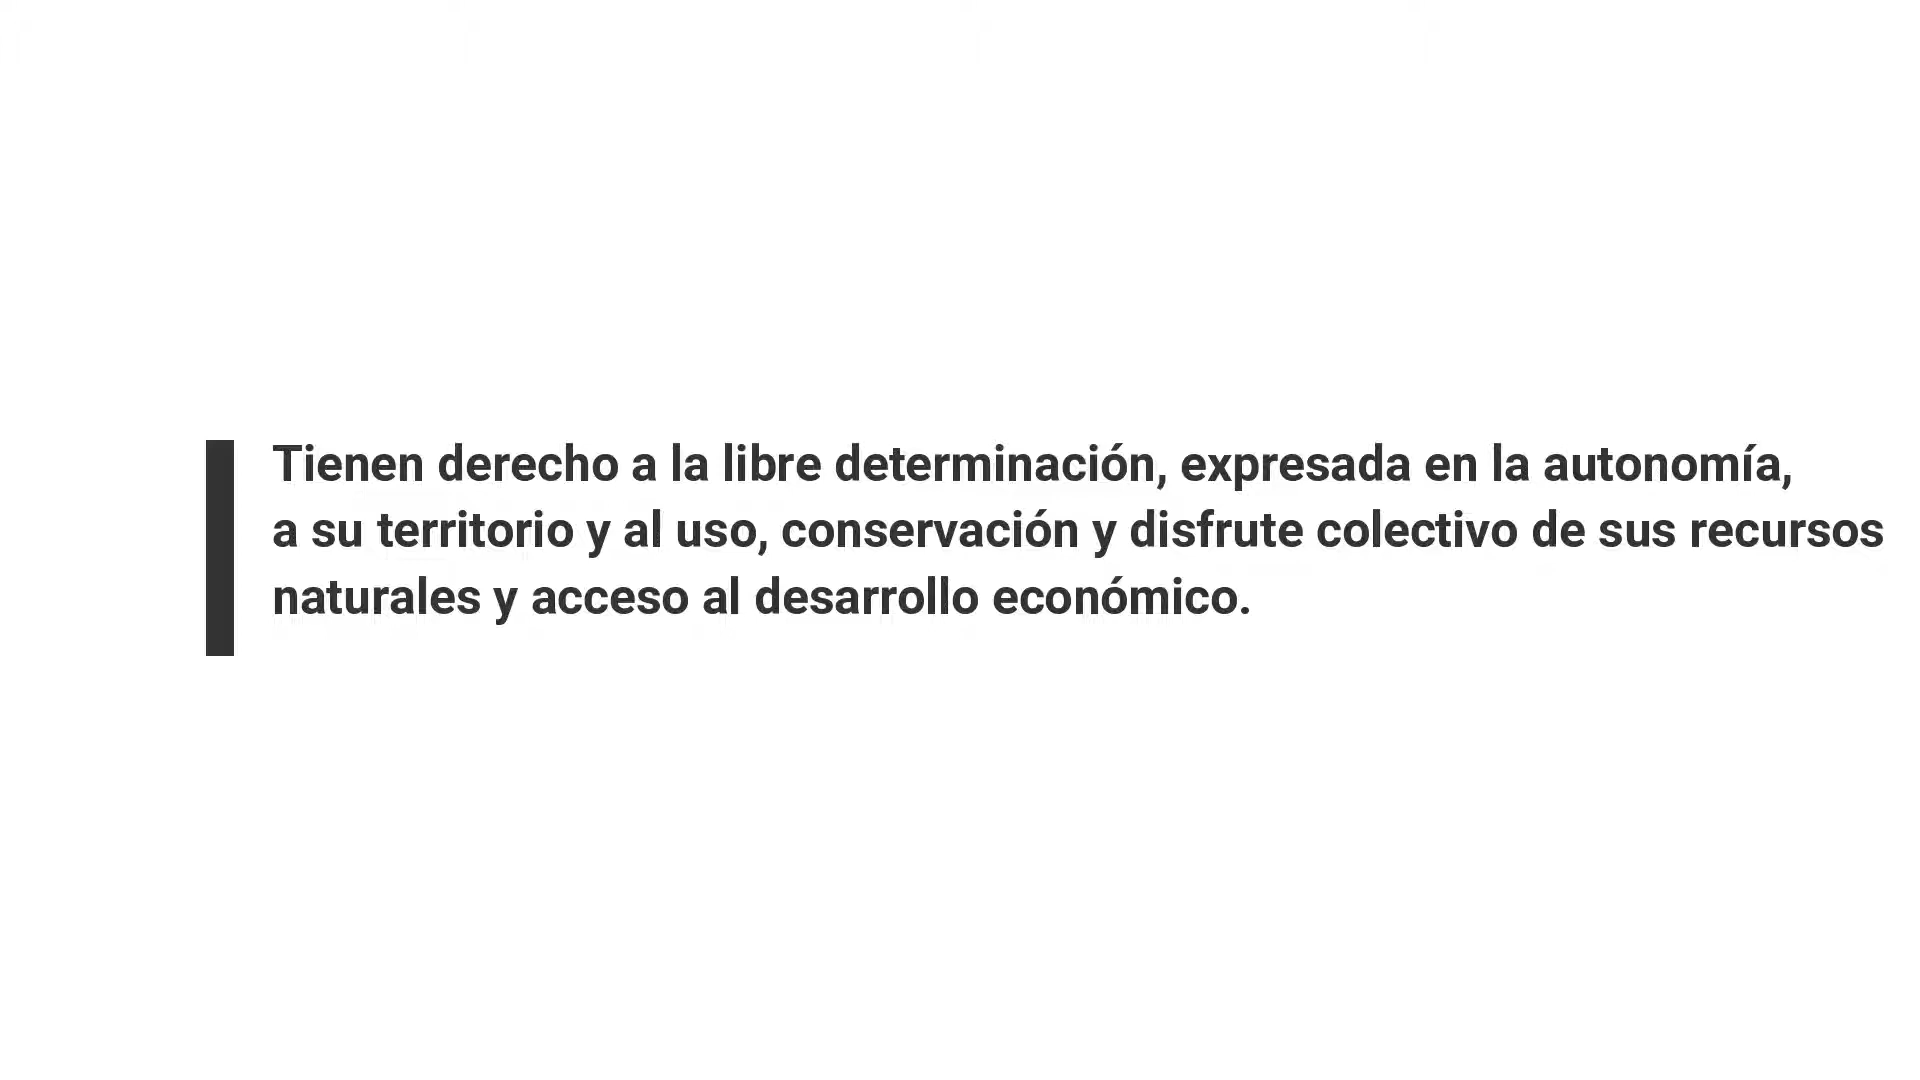 Tienen derecho a la libre determinación, expresada en la autonomía,
a su territorio y al uso, conservación y disfrute colectivo de sus recursos
naturales y acceso al desarrollo económico.